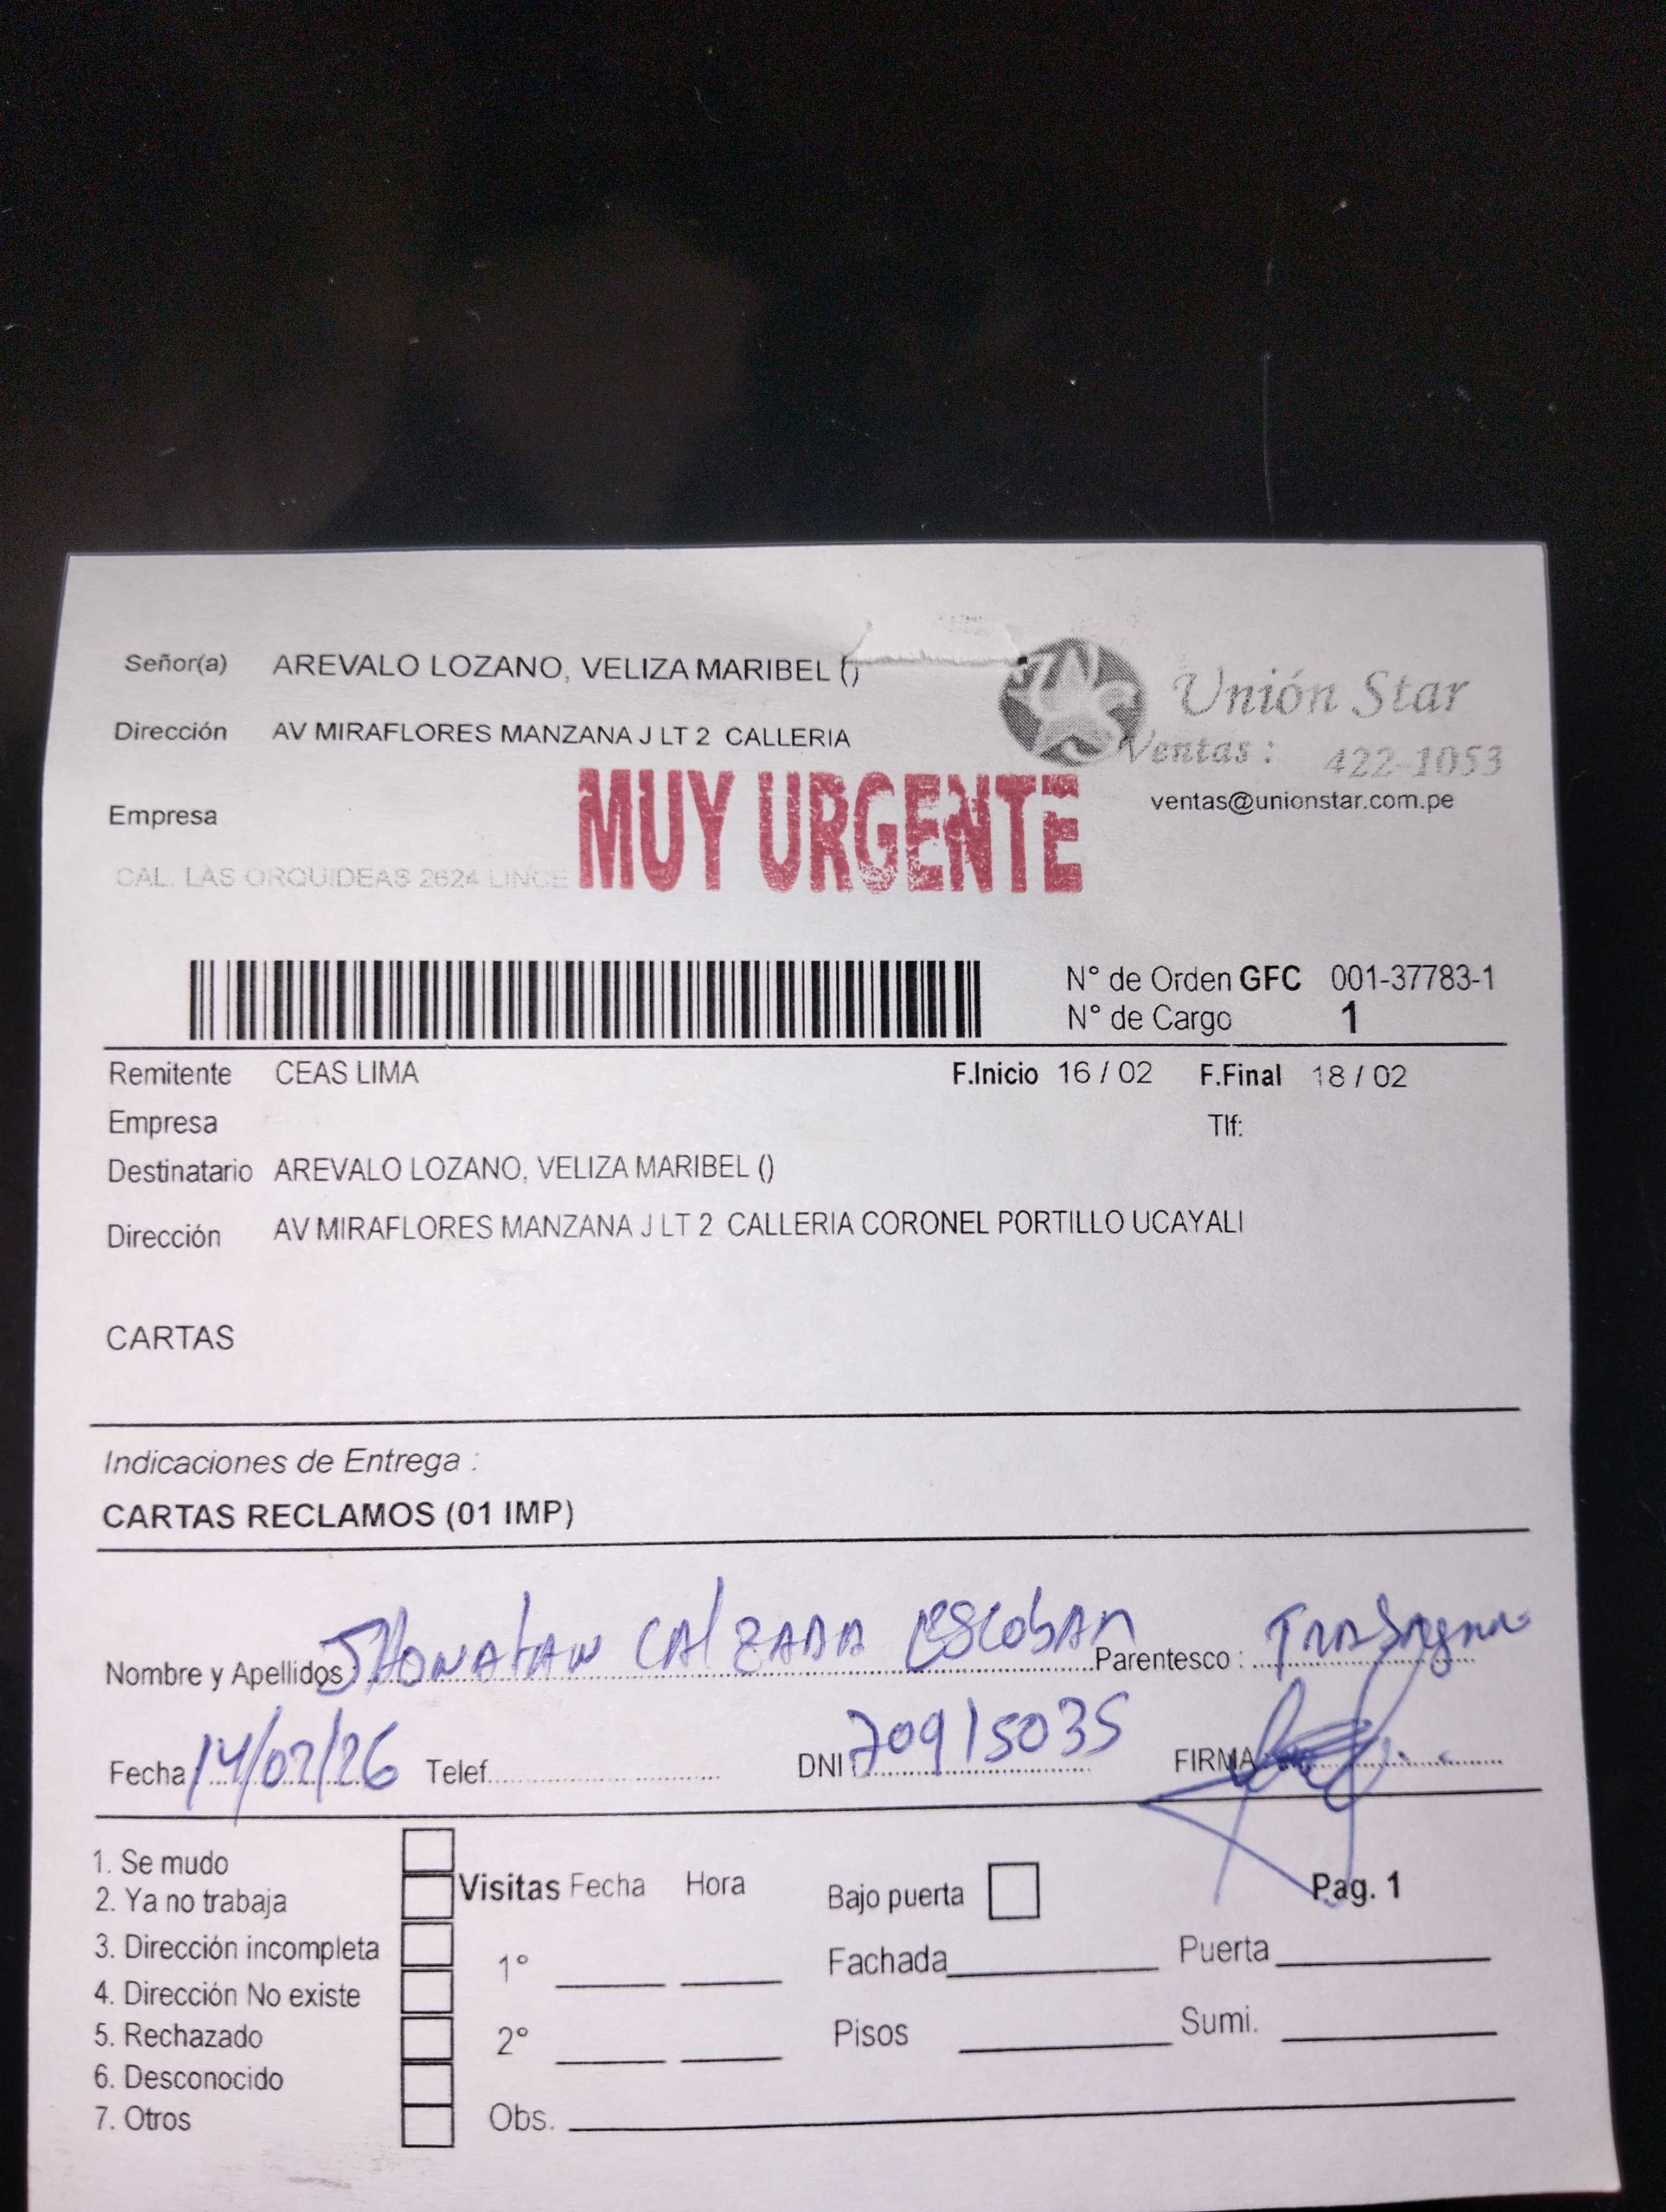 Señor(a) AREVALO LOZANO, VELIZA MARIBEL ()
Unión Star
Dirección AV MIRAFLORES MANZANA J LT 2 CALLERIA
Ventas : 422-1053
ventas@unionstar.com.pe
Empresa
MUY URGENTE
CAL. LAS ORQUIDEAS 2624 LINCE
N° de Orden GFC 001-37783-1
N° de Cargo 1
Remitente CEAS LIMA F.Inicio 16 / 02 F.Final 18 / 02
Empresa Tlf:
Destinatario AREVALO LOZANO, VELIZA MARIBEL ()
Dirección AV MIRAFLORES MANZANA J LT 2 CALLERIA CORONEL PORTILLO UCAYALI
CARTAS
Indicaciones de Entrega :
CARTAS RECLAMOS (01 IMP)
Nombre y Apellidos JHONATAN CALZADA ESCOBAR Parentesco :
Fecha 14/02/26 Telef. DNI 70915035 FIRMA
1. Se mudo
2. Ya no trabaja
3. Dirección incompleta
4. Dirección No existe
5. Rechazado
6. Desconocido
7. Otros
Visitas Fecha Hora
1°
2°
Obs.
Bajo puerta Pag. 1
Fachada Puerta
Pisos Sumi.